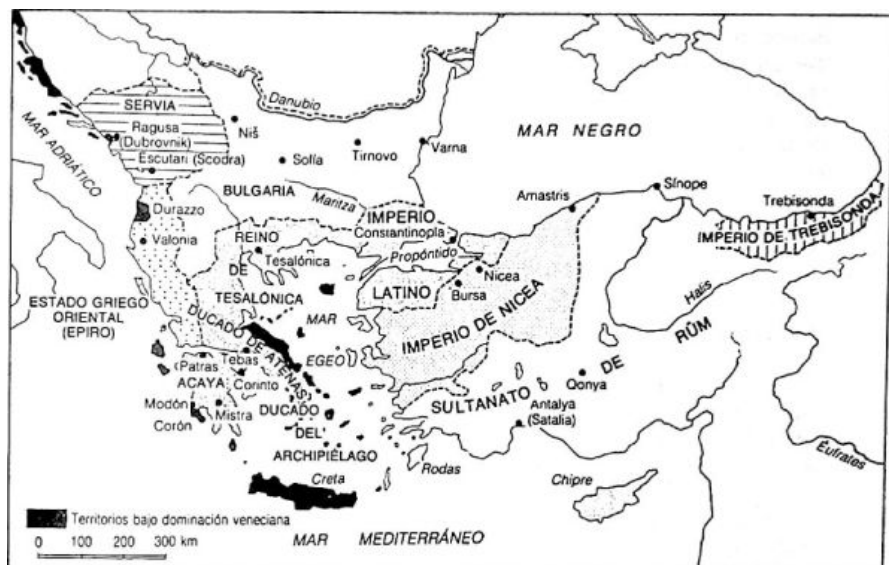 Danubio
SERVIA
Ragusa
(Dubrovnik)
Escutari (Scodra)
MAR ADRIÁTICO
Niš
Solía
Tirnovo
Varna
MAR NEGRO
BULGARIA
Maritza
Durazzo
Valonia
IMPERIO
Constantinopla
Amastris
Sínope
Trebisonda
IMPERIO DE TREBISONDA
REINO
DE
TESALÓNICA
Tesalónica
Propóntido
Nicea
LATINO
Bursa
IMPERIO DE NICEA
Halis
ESTADO GRIEGO
ORIENTAL
(EPIRO)
DUCADO DE ATENAS
MAR
EGEO
Patras
Tebas
ACAYA
Corinto
Modón
Mistra
Corón
DUCADO
DEL
ARCHIPIÉLAGO
SULTANATO DE RŪM
Qonya
Antalya
(Satalia)
Éufrates
Creta
Rodas
Chipre
Territorios bajo dominación veneciana
0 100 200 300 km
MAR MEDITERRÁNEO